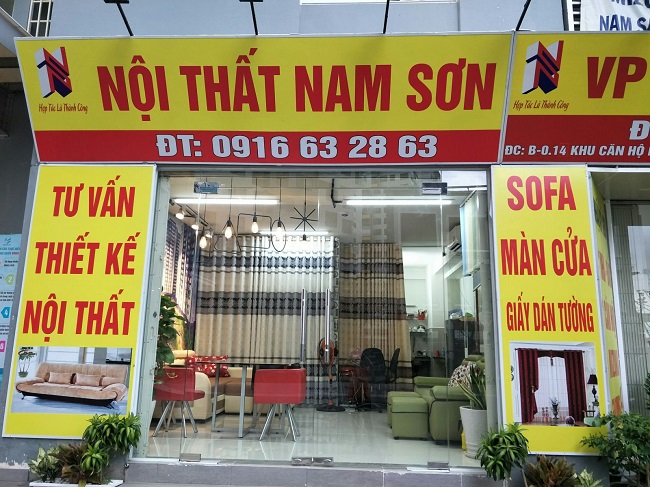 Hợp Tác Là Thành Công
NỘI THẤT NAM SƠN
ĐT: 0916 63 28 63
Hợp Tác Là Thành Công
VP
ĐC: B-0.14 KHU CĂN HỘ
NAM
TƯ VẤN
THIẾT KẾ
NỘI THẤT
SOFA
MÀN CỬA
GIẤY DÁN TƯỜNG